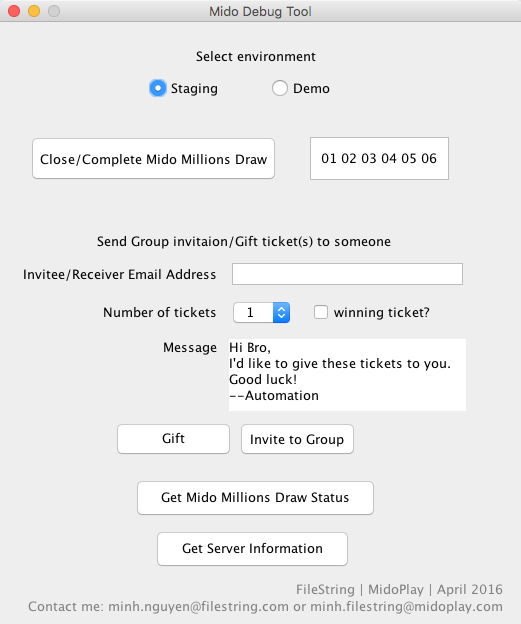 Mido Debug Tool
Select environment
Staging Demo
Close/Complete Mido Millions Draw 01 02 03 04 05 06
Send Group invitaion/Gift ticket(s) to someone
Invitee/Receiver Email Address
Number of tickets 1 winning ticket?
Message Hi Bro,
I'd like to give these tickets to you.
Good luck!
--Automation
Gift Invite to Group
Get Mido Millions Draw Status
Get Server Information
FileString | MidoPlay | April 2016
Contact me: minh.nguyen@filestring.com or minh.filestring@midoplay.com